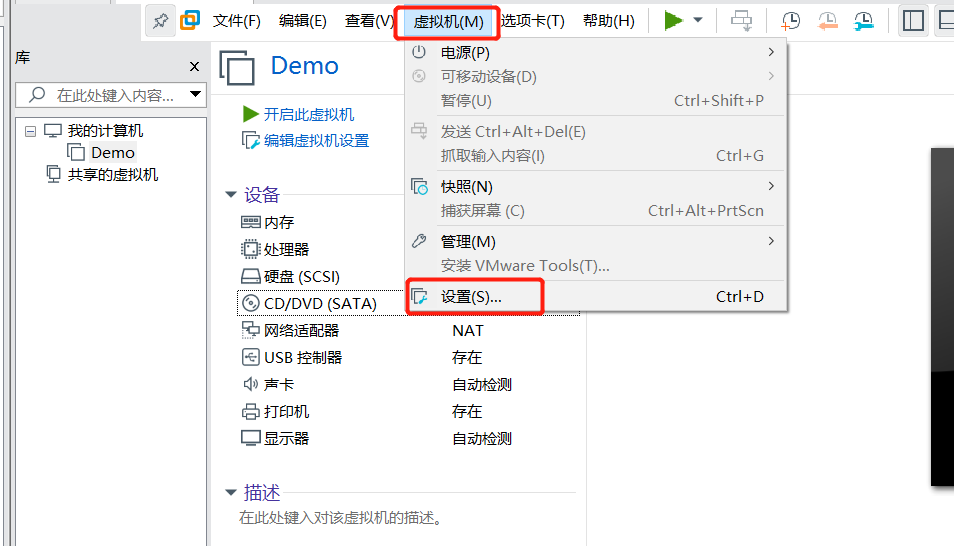 文件(F) 编辑(E) 查看(V) 虚拟机(M) 选项卡(T) 帮助(H)
库
在此处键入内容...
我的计算机
Demo
共享的虚拟机
Demo
开启此虚拟机
编辑虚拟机设置
设备
内存
处理器
硬盘 (SCSI)
CD/DVD (SATA)
网络适配器 NAT
USB 控制器 存在
声卡 自动检测
打印机 存在
显示器 自动检测
描述
在此处键入对该虚拟机的描述。
电源(P)
可移动设备(D)
暂停(U) Ctrl+Shift+P
发送 Ctrl+Alt+Del(E)
抓取输入内容(I) Ctrl+G
快照(N)
捕获屏幕 (C) Ctrl+Alt+PrtScn
管理(M)
安装 VMware Tools(T)...
设置(S)... Ctrl+D